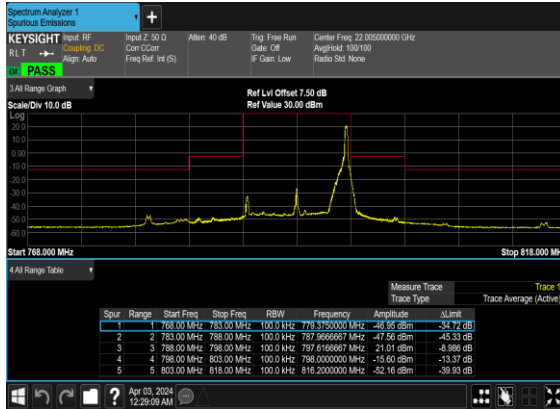 Spectrum Analyzer 1
Spurious Emissions
KEYSIGHT Input: RF Input Z: 50 Ω Atten: 40 dB Trig: Free Run Center Freq: 22.005000000 GHz
RLT Coupling: DC Corr CCorr Gate: Off Avg|Hold: 100/100
Align: Auto Freq Ref: Int (S) IF Gain: Low Radio Std: None
PASS
3 All Range Graph
Ref Lvl Offset 7.50 dB
Scale/Div 10.0 dB Ref Value 30.00 dBm
Log
20.0
10.0
0.00
-10.0
-20.0
-30.0
-40.0
-50.0
-60.0
Start 768.000 MHz Stop 818.000 MH
4 All Range Table
Measure Trace Trace 1
Trace Type Trace Average (Active)
Spur Range Start Freq Stop Freq RBW Frequency Amplitude ΔLimit
1 1 768.00 MHz 783.00 MHz 100.0 kHz 779.3750000 MHz -46.95 dBm -34.72 dB
2 2 783.00 MHz 788.00 MHz 100.0 kHz 787.9666667 MHz -47.56 dBm -45.33 dB
3 3 788.00 MHz 798.00 MHz 100.0 kHz 797.6166667 MHz 21.01 dBm -8.986 dB
4 4 798.00 MHz 803.00 MHz 100.0 kHz 798.0000000 MHz -15.60 dBm -13.37 dB
5 5 803.00 MHz 818.00 MHz 100.0 kHz 816.2000000 MHz -52.16 dBm -39.93 dB
Apr 03, 2024
12:29:09 AM